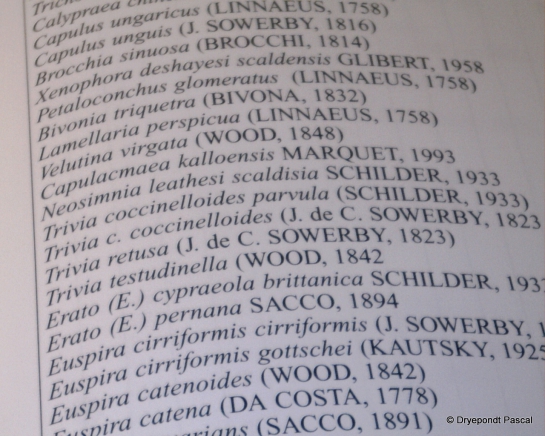 Capulus ungaricus (LINNAEUS, 1758)
Capulus unguis (J. SOWERBY, 1816)
Brocchia sinuosa (BROCCHI, 1814)
Xenophora deshayesi scaldensis GLIBERT, 1958
Petaloconchus glomeratus (LINNAEUS, 1758)
Bivonia triquetra (BIVONA, 1832)
Lamellaria perspicua (LINNAEUS, 1758)
Velutina virgata (WOOD, 1848)
Capulacmaea kalloensis MARQUET, 1993
Neosimnia leathesi scaldisia SCHILDER, 1933
Trivia coccinelloides parvula (SCHILDER, 1933)
Trivia c. coccinelloides (J. de C. SOWERBY, 1823
Trivia retusa (J. de C. SOWERBY, 1823)
Trivia testudinella (WOOD, 1842
Erato (E.) cypraeola brittanica SCHILDER, 193
Erato (E.) pernana SACCO, 1894
Euspira cirriformis cirriformis (J. SOWERBY, 1
Euspira cirriformis gottschei (KAUTSKY, 1925
Euspira catenoides (WOOD, 1842)
Euspira catena (DA COSTA, 1778)
(SACCO, 1891)
© Dryepondt Pascal